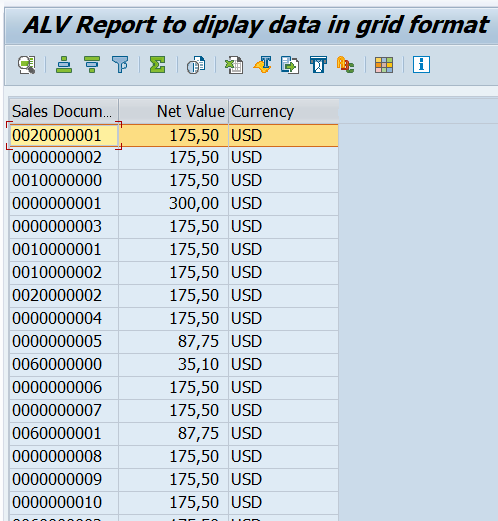 ALV Report to diplay data in grid format
Sales Docum... Net Value Currency
0020000001 175,50 USD
0000000002 175,50 USD
0010000000 175,50 USD
0000000001 300,00 USD
0000000003 175,50 USD
0010000001 175,50 USD
0010000002 175,50 USD
0020000002 175,50 USD
0000000004 175,50 USD
0000000005 87,75 USD
0060000000 35,10 USD
0000000006 175,50 USD
0000000007 175,50 USD
0060000001 87,75 USD
0000000008 175,50 USD
0000000009 175,50 USD
0000000010 175,50 USD